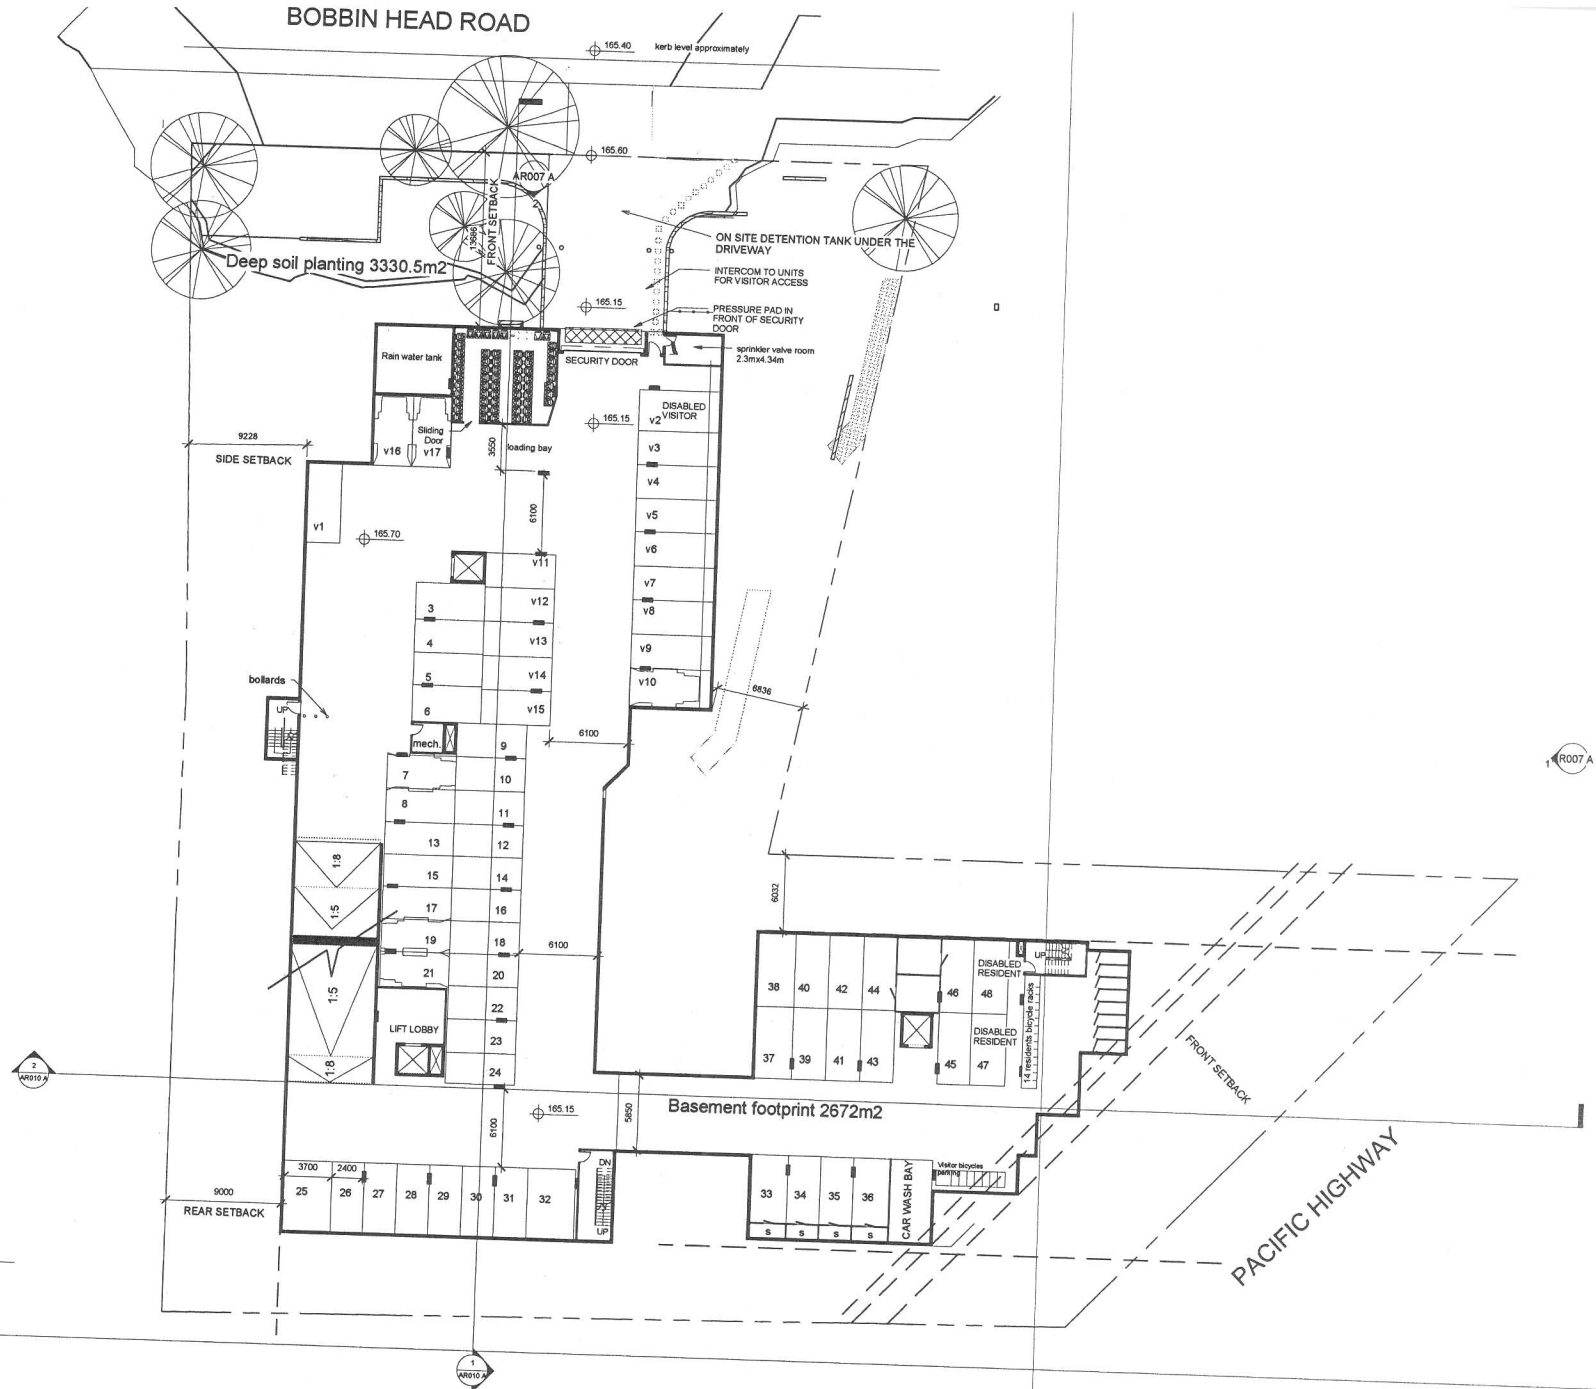 BOBBIN HEAD ROAD
165.40
kerb level approximately
165.60
AR007 A
2
FRONT SETBACK
13686
ON SITE DETENTION TANK UNDER THE
DRIVEWAY
Deep soil planting 3330.5m2
INTERCOM TO UNITS
FOR VISITOR ACCESS
165.15
PRESSURE PAD IN
FRONT OF SECURITY
DOOR
sprinkler valve room
2.3mx4.34m
Rain water tank
SECURITY DOOR
DISABLED
VISITOR
v2
165.15
Sliding
Door
v16
v17
loading bay
3550
9228
SIDE SETBACK
v3
v4
v1
6100
v5
165.70
v6
v11
v7
v12
v8
3
v13
4
v9
v14
5
v10
v15
6
bollards
6836
UP
mech.
9
6100
7
10
8
11
13
12
1:8
15
14
17
16
1:5
19
18
6100
21
20
1:5
22
LIFT LOBBY
23
1:8
24
1
R007 A
6032
38
40
42
44
46
48
DISABLED
RESIDENT
UP
37
39
41
43
45
47
DISABLED
RESIDENT
14 residents bicycle racks
FRONT SETBACK
2
AR010 A
165.15
5850
Basement footprint 2672m2
6100
3700
2400
25
26
27
28
29
30
31
32
DN
UP
33
34
35
36
S
S
S
S
CAR WASH BAY
Visitor bicycles
parking
9000
REAR SETBACK
PACIFIC HIGHWAY
1
AR010 A